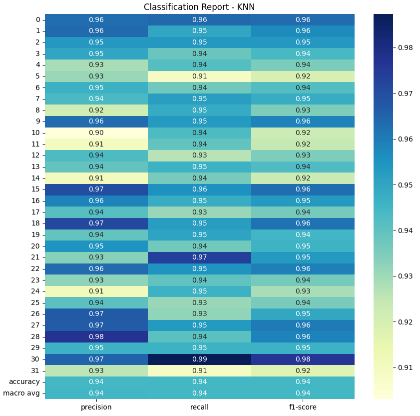 Classification Report - KNN
0 0.96 0.96 0.96
1 0.96 0.95 0.96
2 0.95 0.95 0.95
3 0.95 0.94 0.94
4 0.93 0.94 0.94
5 0.93 0.91 0.92
6 0.95 0.94 0.95
7 0.94 0.95 0.95
8 0.92 0.95 0.93
9 0.96 0.95 0.96
10 0.90 0.94 0.92
11 0.91 0.94 0.92
12 0.94 0.93 0.94
13 0.94 0.95 0.94
14 0.91 0.94 0.92
15 0.97 0.96 0.96
16 0.96 0.95 0.95
17 0.94 0.93 0.94
18 0.97 0.95 0.96
19 0.94 0.95 0.94
20 0.95 0.94 0.95
21 0.93 0.97 0.95
22 0.96 0.95 0.96
23 0.93 0.94 0.94
24 0.91 0.95 0.93
25 0.94 0.93 0.94
26 0.97 0.93 0.95
27 0.97 0.95 0.96
28 0.98 0.94 0.96
29 0.95 0.95 0.95
30 0.97 0.99 0.98
31 0.93 0.91 0.92
accuracy 0.94 0.94 0.94
macro avg 0.94 0.94 0.94
precision recall f1-score
0.98
0.97
0.96
0.95
0.94
0.93
0.92
0.91